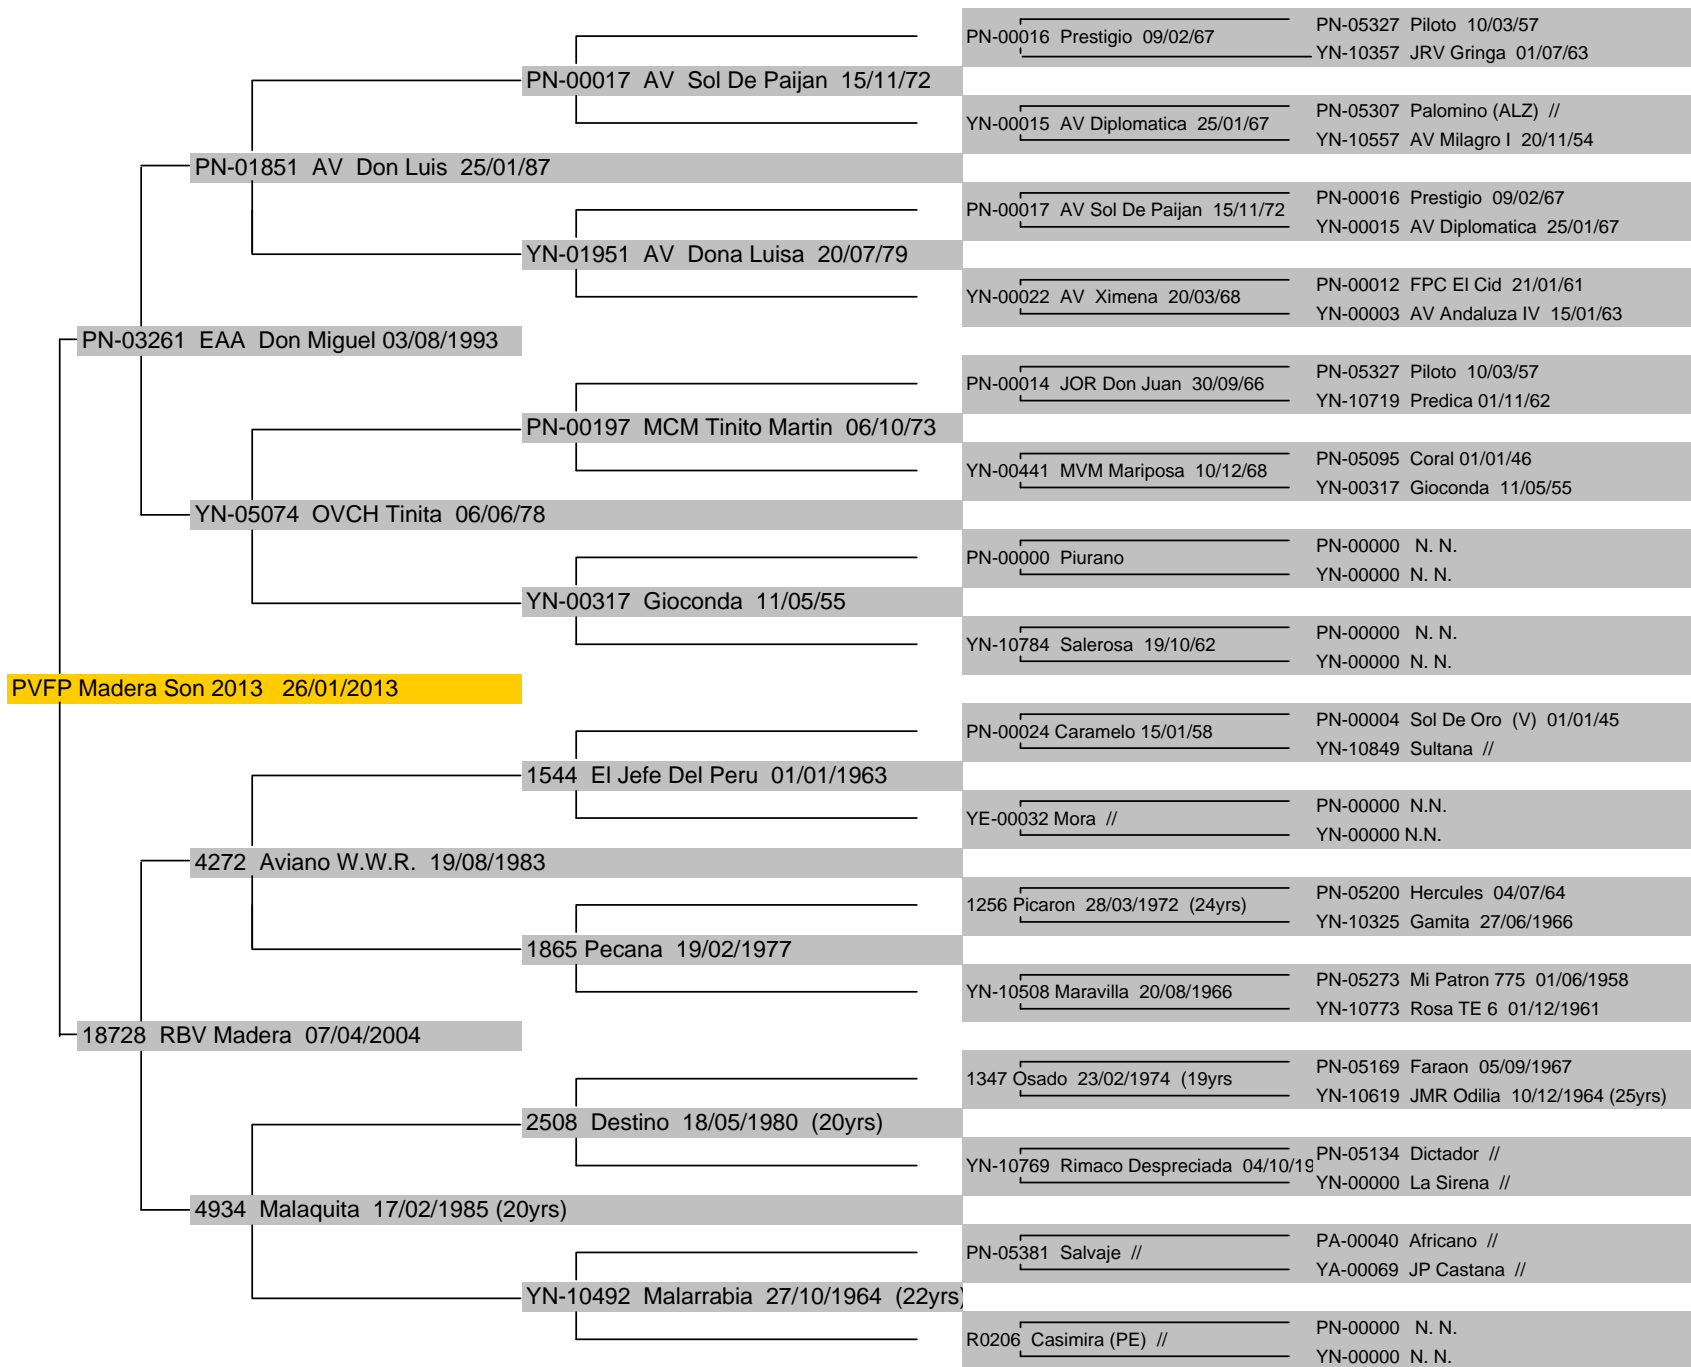 PN-00016 Prestigio 09/02/67
PN-05327 Piloto 10/03/57
YN-10357 JRV Gringa 01/07/63
PN-00017 AV Sol De Paijan 15/11/72
YN-00015 AV Diplomatica 25/01/67
PN-05307 Palomino (ALZ) //
YN-10557 AV Milagro I 20/11/54
PN-01851 AV Don Luis 25/01/87
PN-00017 AV Sol De Paijan 15/11/72
PN-00016 Prestigio 09/02/67
YN-00015 AV Diplomatica 25/01/67
YN-01951 AV Dona Luisa 20/07/79
YN-00022 AV Ximena 20/03/68
PN-00012 FPC El Cid 21/01/61
YN-00003 AV Andaluza IV 15/01/63
PN-03261 EAA Don Miguel 03/08/1993
PN-00014 JOR Don Juan 30/09/66
PN-05327 Piloto 10/03/57
YN-10719 Predica 01/11/62
PN-00197 MCM Tinito Martin 06/10/73
YN-00441 MVM Mariposa 10/12/68
PN-05095 Coral 01/01/46
YN-00317 Gioconda 11/05/55
YN-05074 OVCH Tinita 06/06/78
PN-00000 Piurano
PN-00000 N. N.
YN-00000 N. N.
YN-00317 Gioconda 11/05/55
YN-10784 Salerosa 19/10/62
PN-00000 N. N.
YN-00000 N. N.
PVFP Madera Son 2013 26/01/2013
PN-00024 Caramelo 15/01/58
PN-00004 Sol De Oro (V) 01/01/45
YN-10849 Sultana //
1544 El Jefe Del Peru 01/01/1963
YE-00032 Mora //
PN-00000 N.N.
YN-00000 N.N.
4272 Aviano W.W.R. 19/08/1983
1256 Picaron 28/03/1972 (24yrs)
PN-05200 Hercules 04/07/64
YN-10325 Gamita 27/06/1966
1865 Pecana 19/02/1977
YN-10508 Maravilla 20/08/1966
PN-05273 Mi Patron 775 01/06/1958
YN-10773 Rosa TE 6 01/12/1961
18728 RBV Madera 07/04/2004
1347 Osado 23/02/1974 (19yrs
PN-05169 Faraon 05/09/1967
YN-10619 JMR Odilia 10/12/1964 (25yrs)
2508 Destino 18/05/1980 (20yrs)
YN-10769 Rimaco Despreciada 04/10/19
PN-05134 Dictador //
YN-00000 La Sirena //
4934 Malaquita 17/02/1985 (20yrs)
PN-05381 Salvaje //
PA-00040 Africano //
YA-00069 JP Castana //
YN-10492 Malarrabia 27/10/1964 (22yrs)
R0206 Casimira (PE) //
PN-00000 N. N.
YN-00000 N. N.